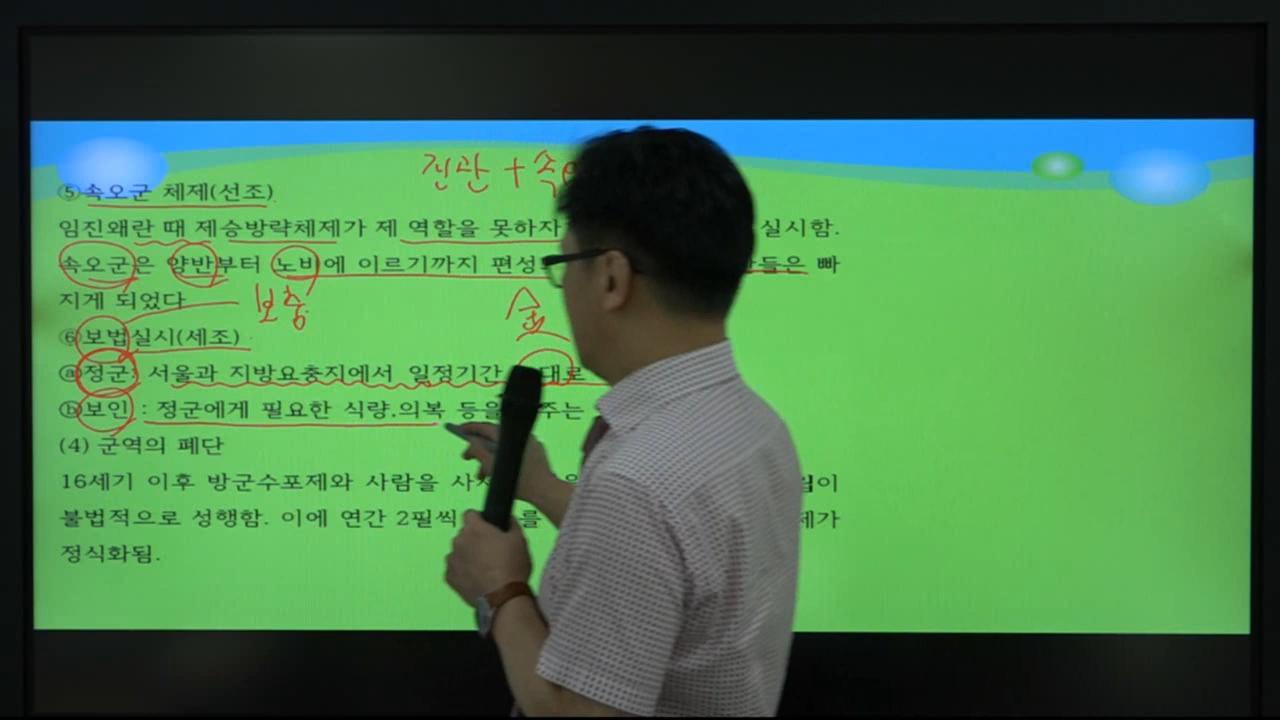 진관 + 속
⑤속오군 체제(선조)
임진왜란 때 제승방략체제가 제 역할을 못하자 실시함.
속오군은 양반부터 노비에 이르기까지 편성 들은 빠
지게 되었다
보충
⑥보법실시(세조)
ⓐ정군: 서울과 지방요충지에서 일정기간 대로
ⓑ보인 : 정군에게 필요한 식량,의복 등을 주는
(4) 군역의 폐단
16세기 이후 방군수포제와 사람을 사 립이
불법적으로 성행함. 이에 연간 2필씩 를 제가
정식화됨.